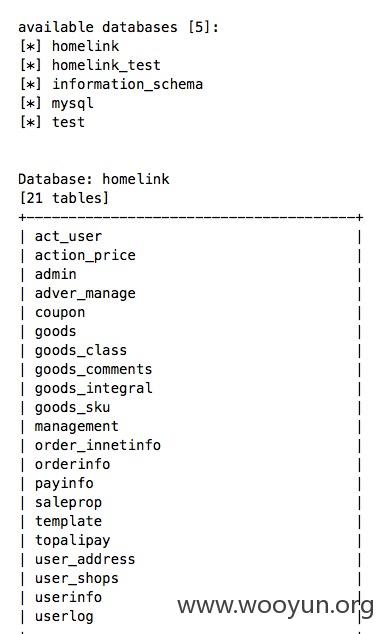 available databases [5]:
[*] homelink
[*] homelink_test
[*] information_schema
[*] mysql
[*] test
Database: homelink
[21 tables]
+----------------------------------------+
| act_user |
| action_price |
| admin |
| adver_manage |
| coupon |
| goods |
| goods_class |
| goods_comments |
| goods_integral |
| goods_sku |
| management |
| order_innetinfo |
| orderinfo |
| payinfo |
| saleprop |
| template |
| topalipay |
| user_address |
| user_shops |
| userinfo |
| userlog |
www.wooyun.org